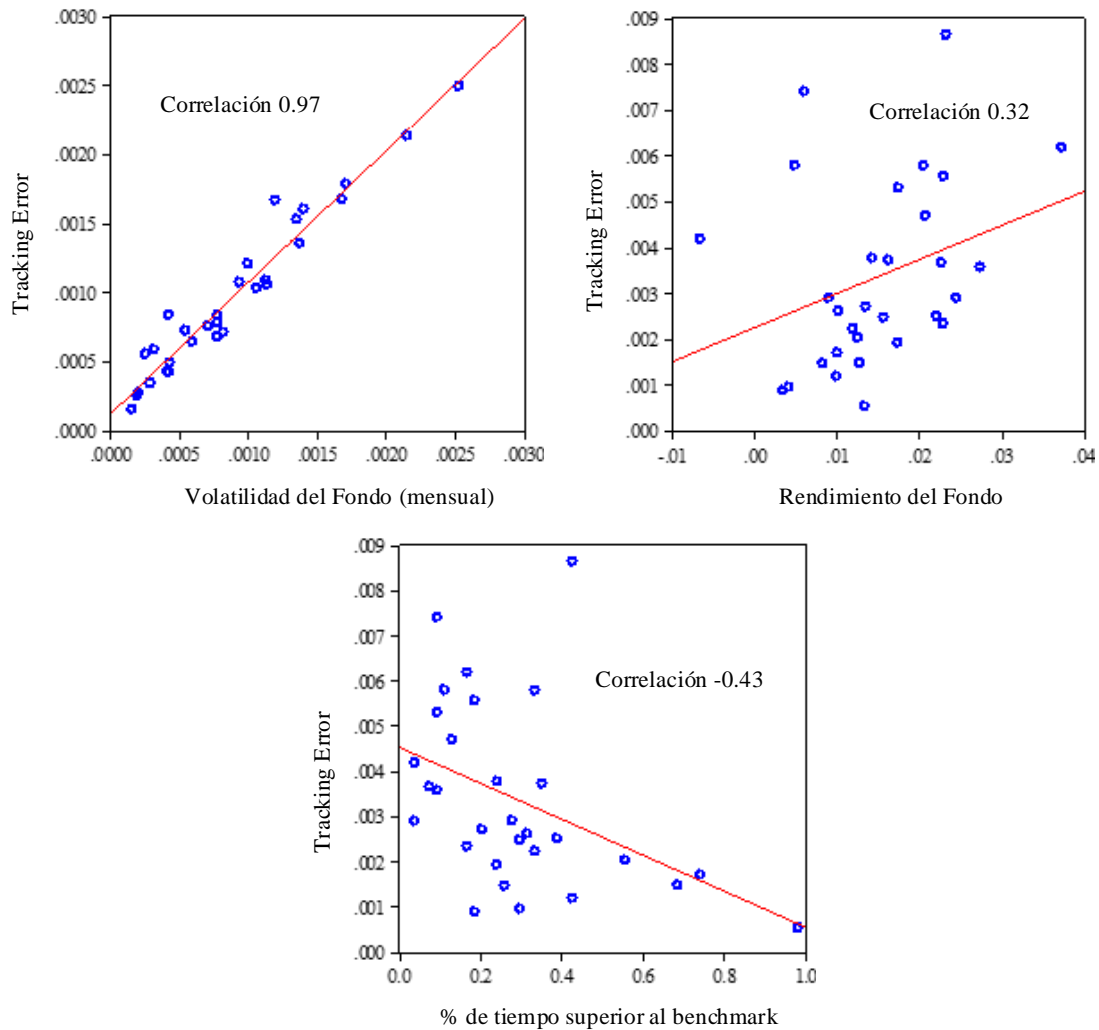 .0030
.0025
.0020
.0015
.0010
.0005
.0000
Tracking Error
Correlación 0.97
.0000 .0005 .0010 .0015 .0020 .0025 .0030
Volatilidad del Fondo (mensual)
.009
.008
.007
.006
.005
.004
.003
.002
.001
.000
Tracking Error
Correlación 0.32
-.01 .00 .01 .02 .03 .04
Rendimiento del Fondo
.009
.008
.007
.006
.005
.004
.003
.002
.001
.000
Tracking Error
Correlación -0.43
0.0 0.2 0.4 0.6 0.8 1.0
% de tiempo superior al benchmark